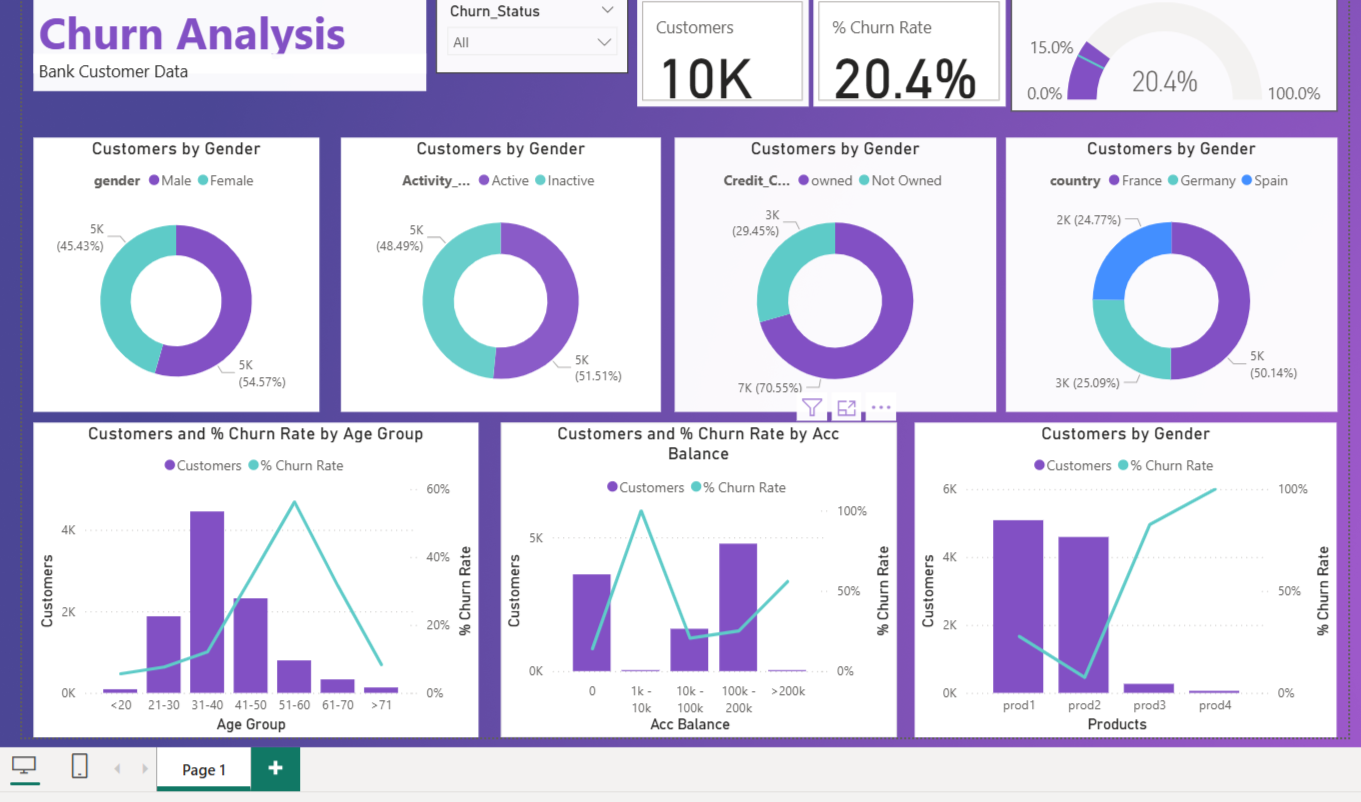 Churn Analysis
Bank Customer Data
Churn_Status
All
Customers
10K
% Churn Rate
20.4%
15.0%
0.0%
20.4%
100.0%
Customers by Gender
gender Male Female
5K
(45.43%)
5K
(54.57%)
Customers by Gender
Activity_... Active Inactive
5K
(48.49%)
5K
(51.51%)
Customers by Gender
Credit_C... owned Not Owned
3K
(29.45%)
7K (70.55%)
Customers by Gender
country France Germany Spain
2K (24.77%)
3K (25.09%)
5K
(50.14%)
Customers and % Churn Rate by Age Group
Customers % Churn Rate
Customers
4K
2K
0K
60%
40%
20%
0%
% Churn Rate
<20 21-30 31-40 41-50 51-60 61-70 >71
Age Group
Customers and % Churn Rate by Acc
Balance
Customers % Churn Rate
Customers
5K
0K
100%
50%
0%
% Churn Rate
0 1k - 10k - 100k - >200k
10k 100k 200k
Acc Balance
Customers by Gender
Customers % Churn Rate
Customers
6K
4K
2K
0K
100%
50%
0%
% Churn Rate
prod1 prod2 prod3 prod4
Products
Page 1